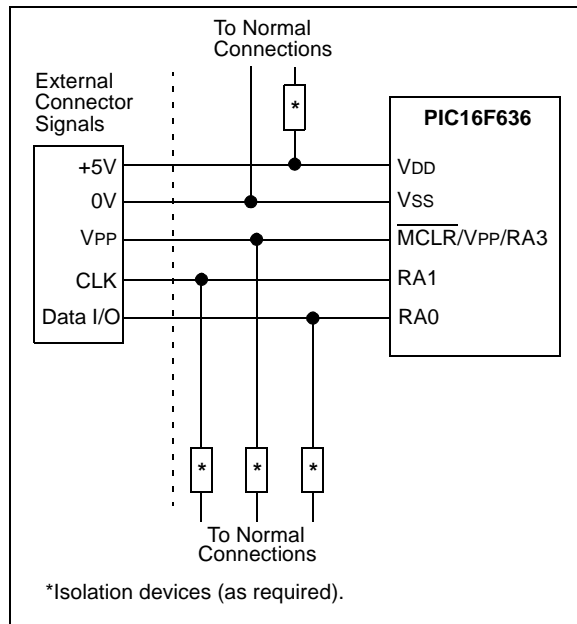 To Normal
Connections
*
External
Connector
Signals
PIC16F636
+5V
VDD
0V
VSS
VPP
MCLR/VPP/RA3
CLK
RA1
Data I/O
RA0
* * *
To Normal
Connections
*Isolation devices (as required).